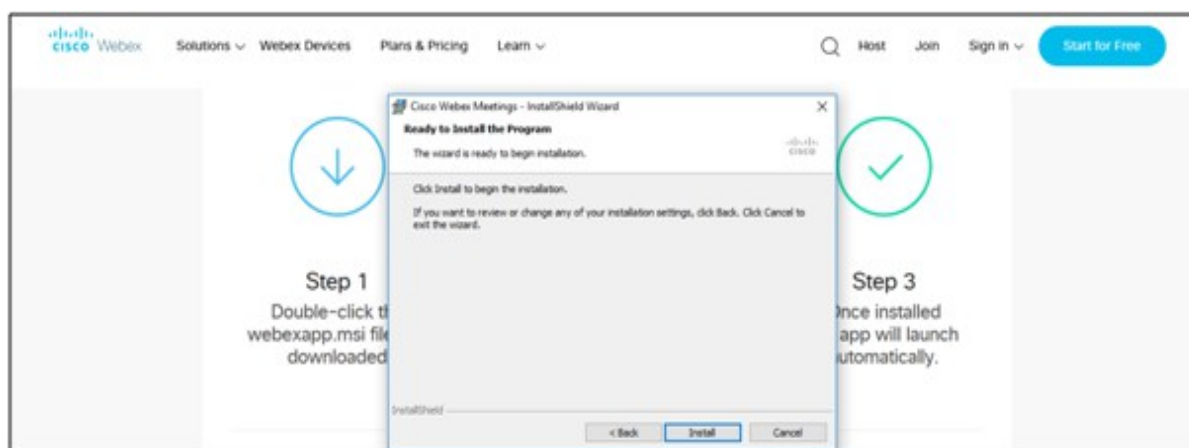 cisco Webex Solutions Webex Devices Plans & Pricing Learn Host Join Sign in Start for Free
Cisco Webex Meetings - InstallShield Wizard
Ready to Install the Program
The wizard is ready to begin installation.
cisco
Click Install to begin the installation.
If you want to review or change any of your installation settings, click Back. Click Cancel to
exit the wizard.
InstallShield
< Back Install Cancel
Step 1
Double-click
webexapp.msi
downloaded
Step 3
installed
app will launch
automatically.